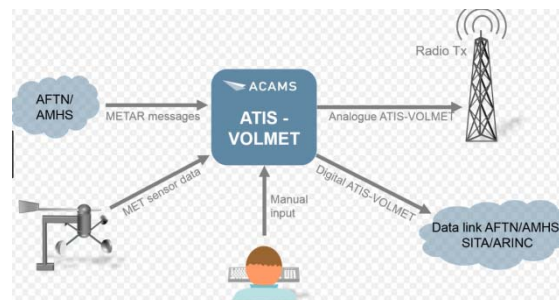 Radio Tx
AFTN/
AMHS
METAR messages
ACAMS
ATIS -
VOLMET
Analogue ATIS-VOLMET
MET sensor data
Manual
input
Digital ATIS-VOLMET
Data link AFTN/AMHS
SITA/ARINC